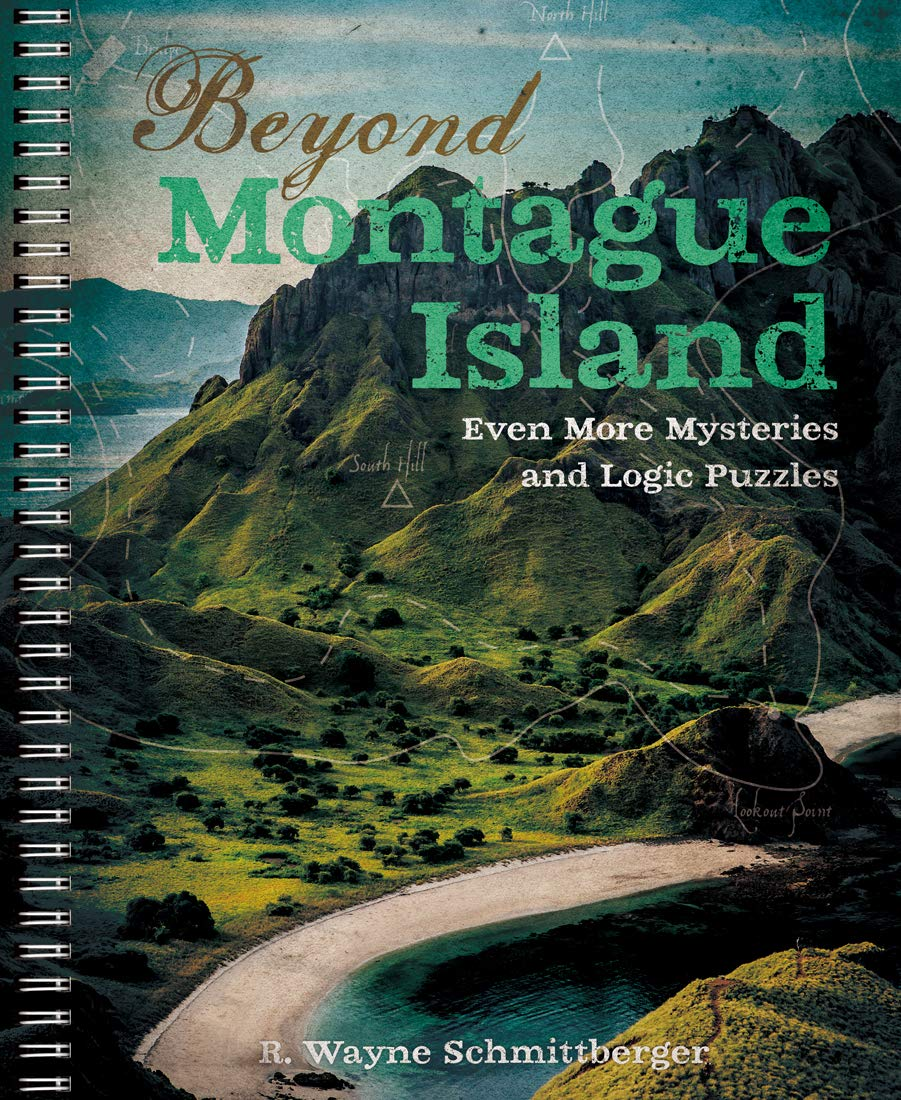 North Hill
Beyond
Montague
Island
Even More Mysteries
and Logic Puzzles
South Hill
Lookout Point
R. Wayne Schmittberger